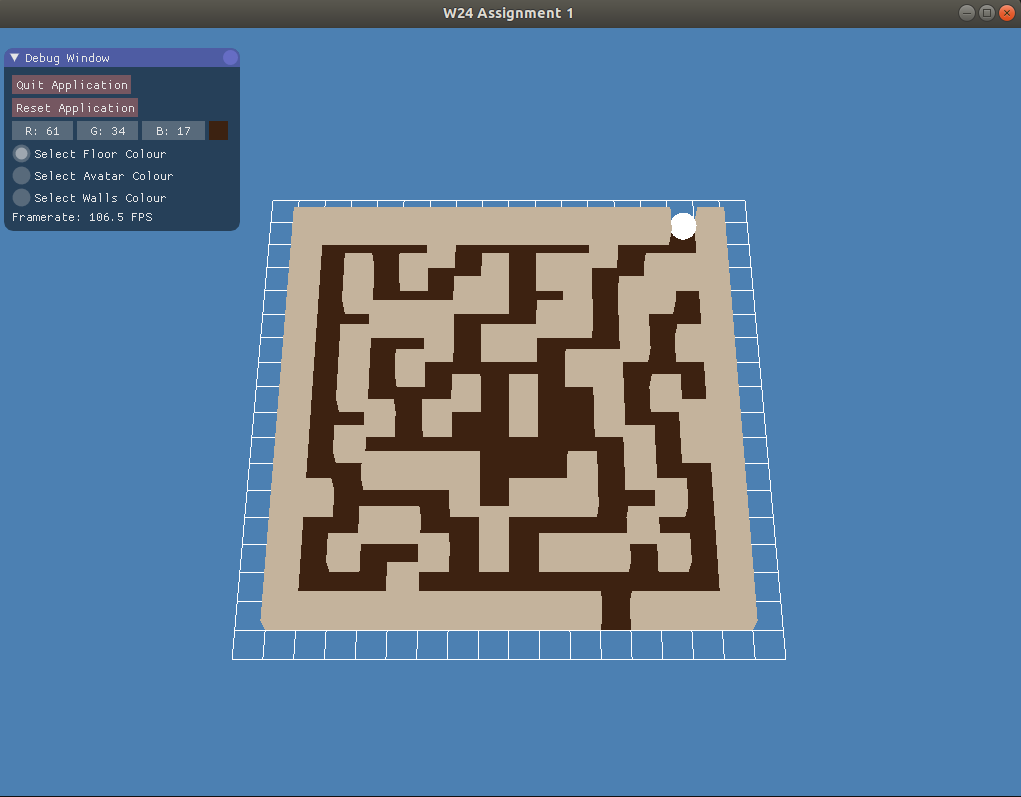 W24 Assignment 1
Debug Window
Quit Application
Reset Application
R: 61 G: 34 B: 17
Select Floor Colour
Select Avatar Colour
Select Walls Colour
Framerate: 106.5 FPS